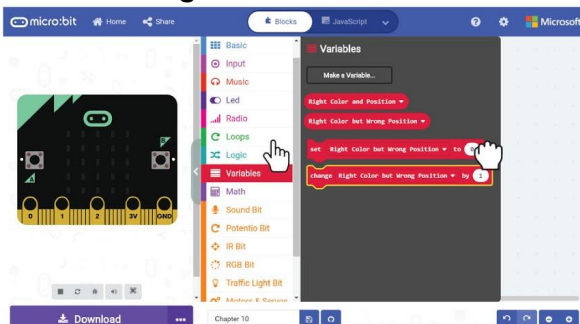 micro:bit Home Share Blocks JavaScript Microsoft
Basic
Input
Music
Led
Radio
Loops
Logic
Variables
Math
Sound Bit
Potentio Bit
IR Bit
RGB Bit
Traffic Light Bit
Motors & Servos
Variables
Make a Variable...
Right Color and Position
Right Color but Wrong Position
set Right Color but Wrong Position to 0
change Right Color but Wrong Position by 1
B
A
0 1 2 3V GND
Download
Chapter 10